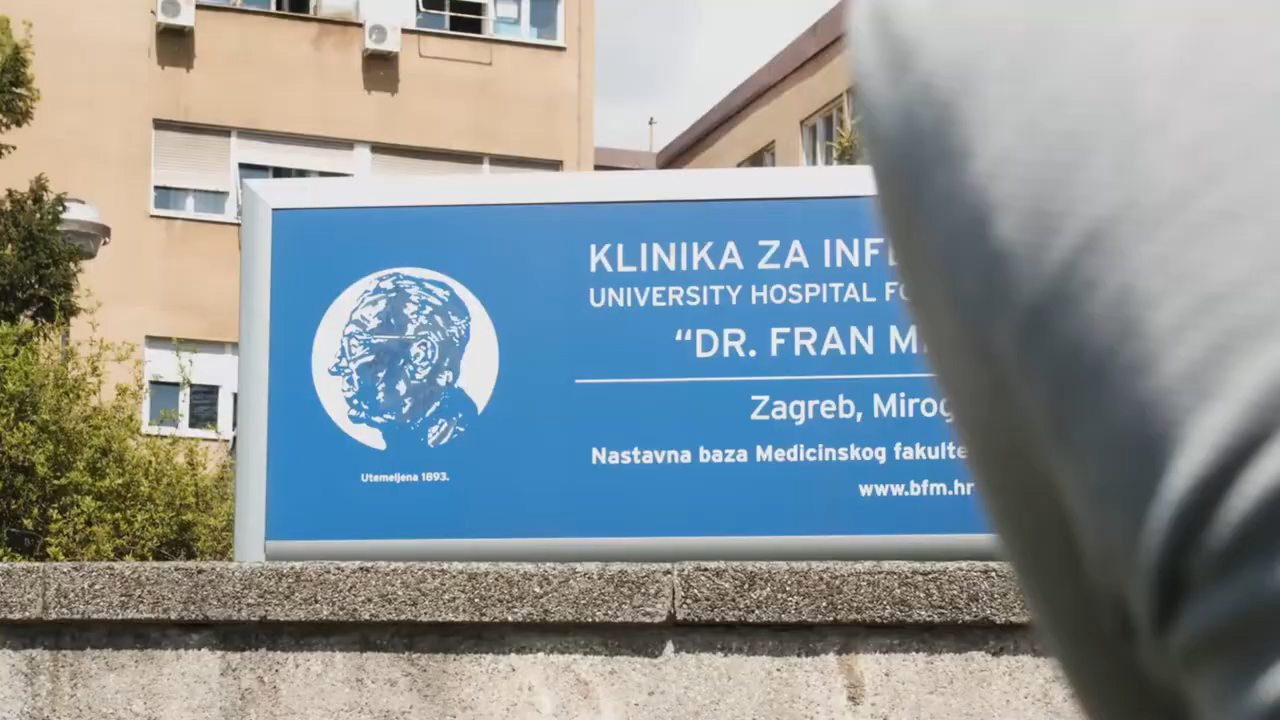 KLINIKA ZA INF
UNIVERSITY HOSPITAL FO
“DR. FRAN M
Zagreb, Mirog
Nastavna baza Medicinskog fakulte
www.bfm.hr
Utemeljena 1893.